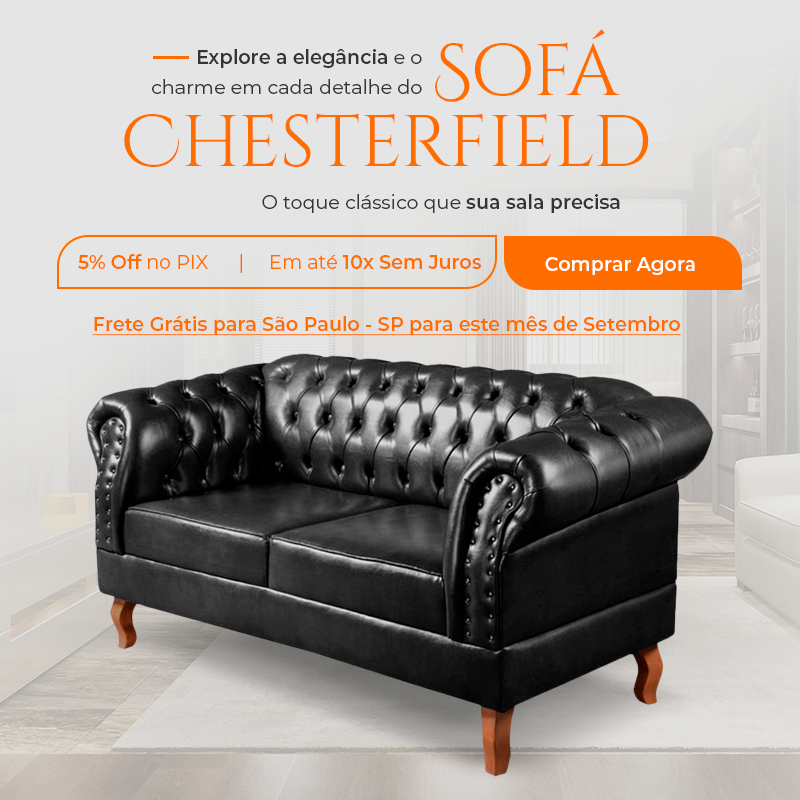 Explore a elegância e o
charme em cada detalhe do
SOFÁ
CHESTERFIELD
O toque clássico que sua sala precisa
5% Off no PIX | Em até 10x Sem Juros
Comprar Agora
Frete Grátis para São Paulo - SP para este mês de Setembro